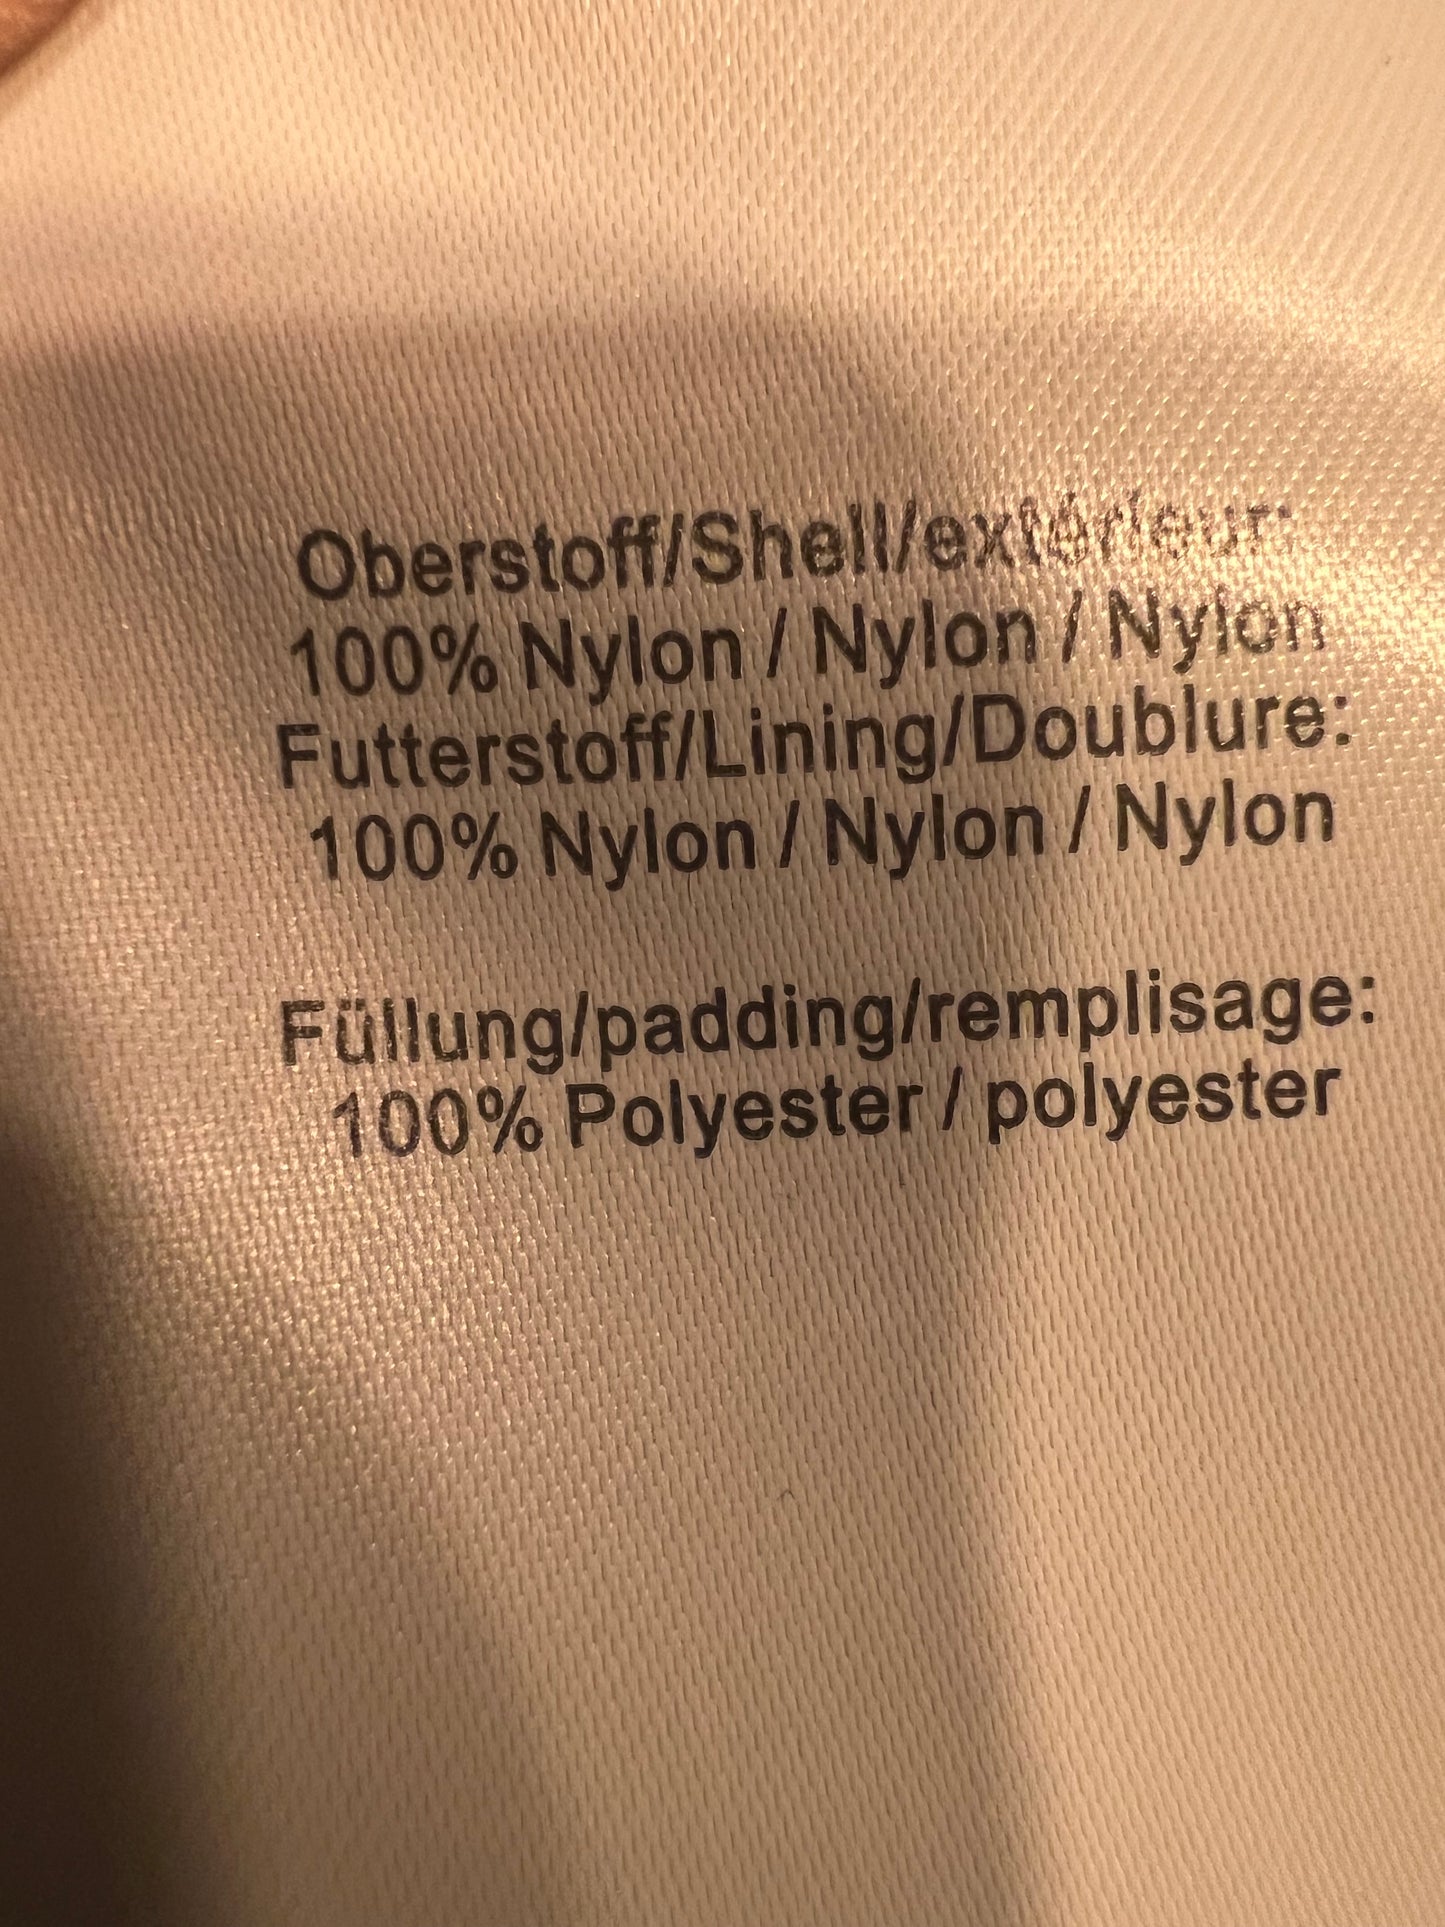 Oberstoff/Shell/extérieur:
100% Nylon / Nylon / Nylon
Futterstoff/Lining/Doublure:
100% Nylon / Nylon / Nylon
Füllung/padding/remplisage:
100% Polyester / polyester